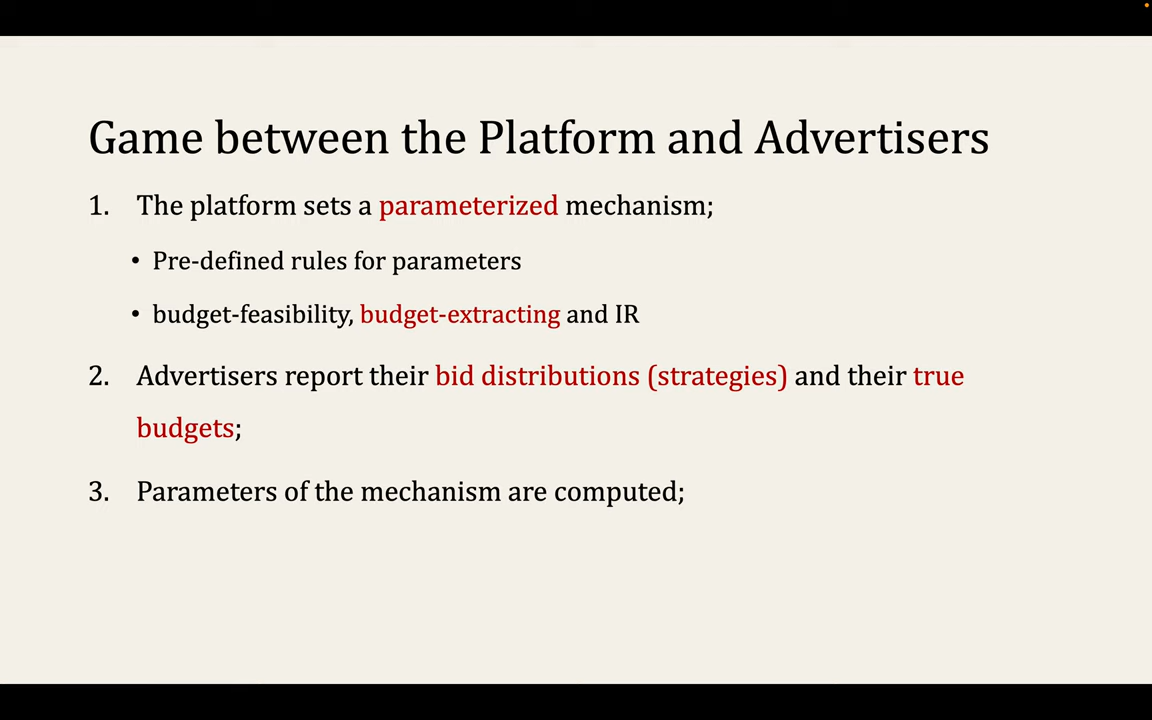 Game between the Platform and Advertisers
1. The platform sets a parameterized mechanism;
• Pre-defined rules for parameters
• budget-feasibility, budget-extracting and IR
2. Advertisers report their bid distributions (strategies) and their true
budgets;
3. Parameters of the mechanism are computed;